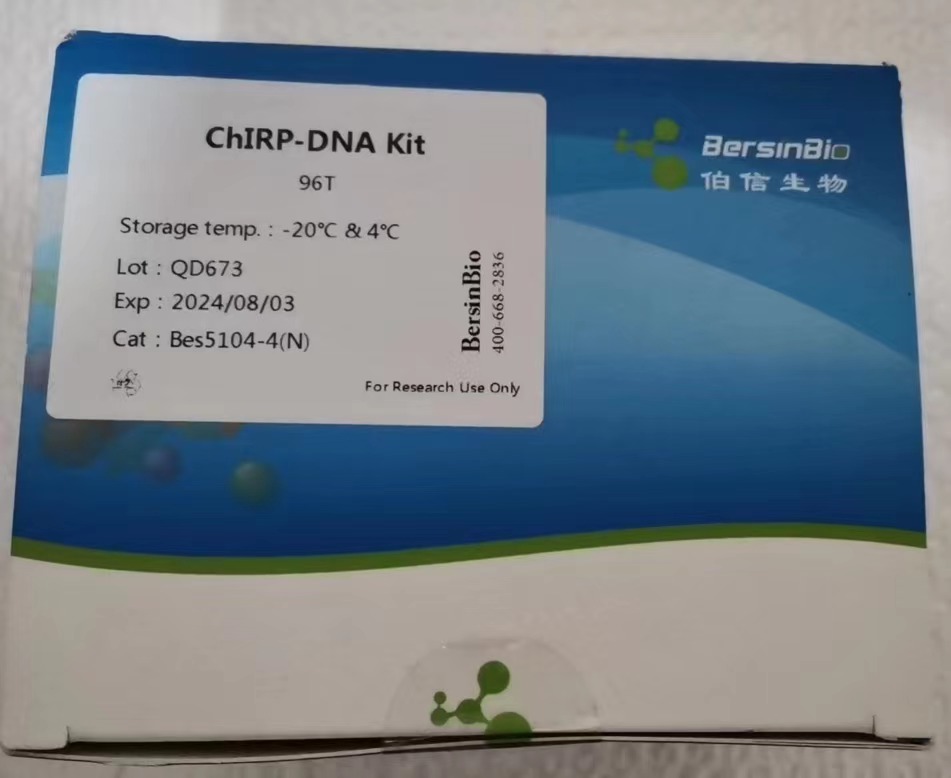 ChIRP-DNA Kit
96T
Storage temp. : -20℃ & 4℃
Lot : QD673
Exp : 2024/08/03
Cat : Bes5104-4(N)
For Research Use Only
BersinBio
400-668-2836
BersinBio
伯信生物